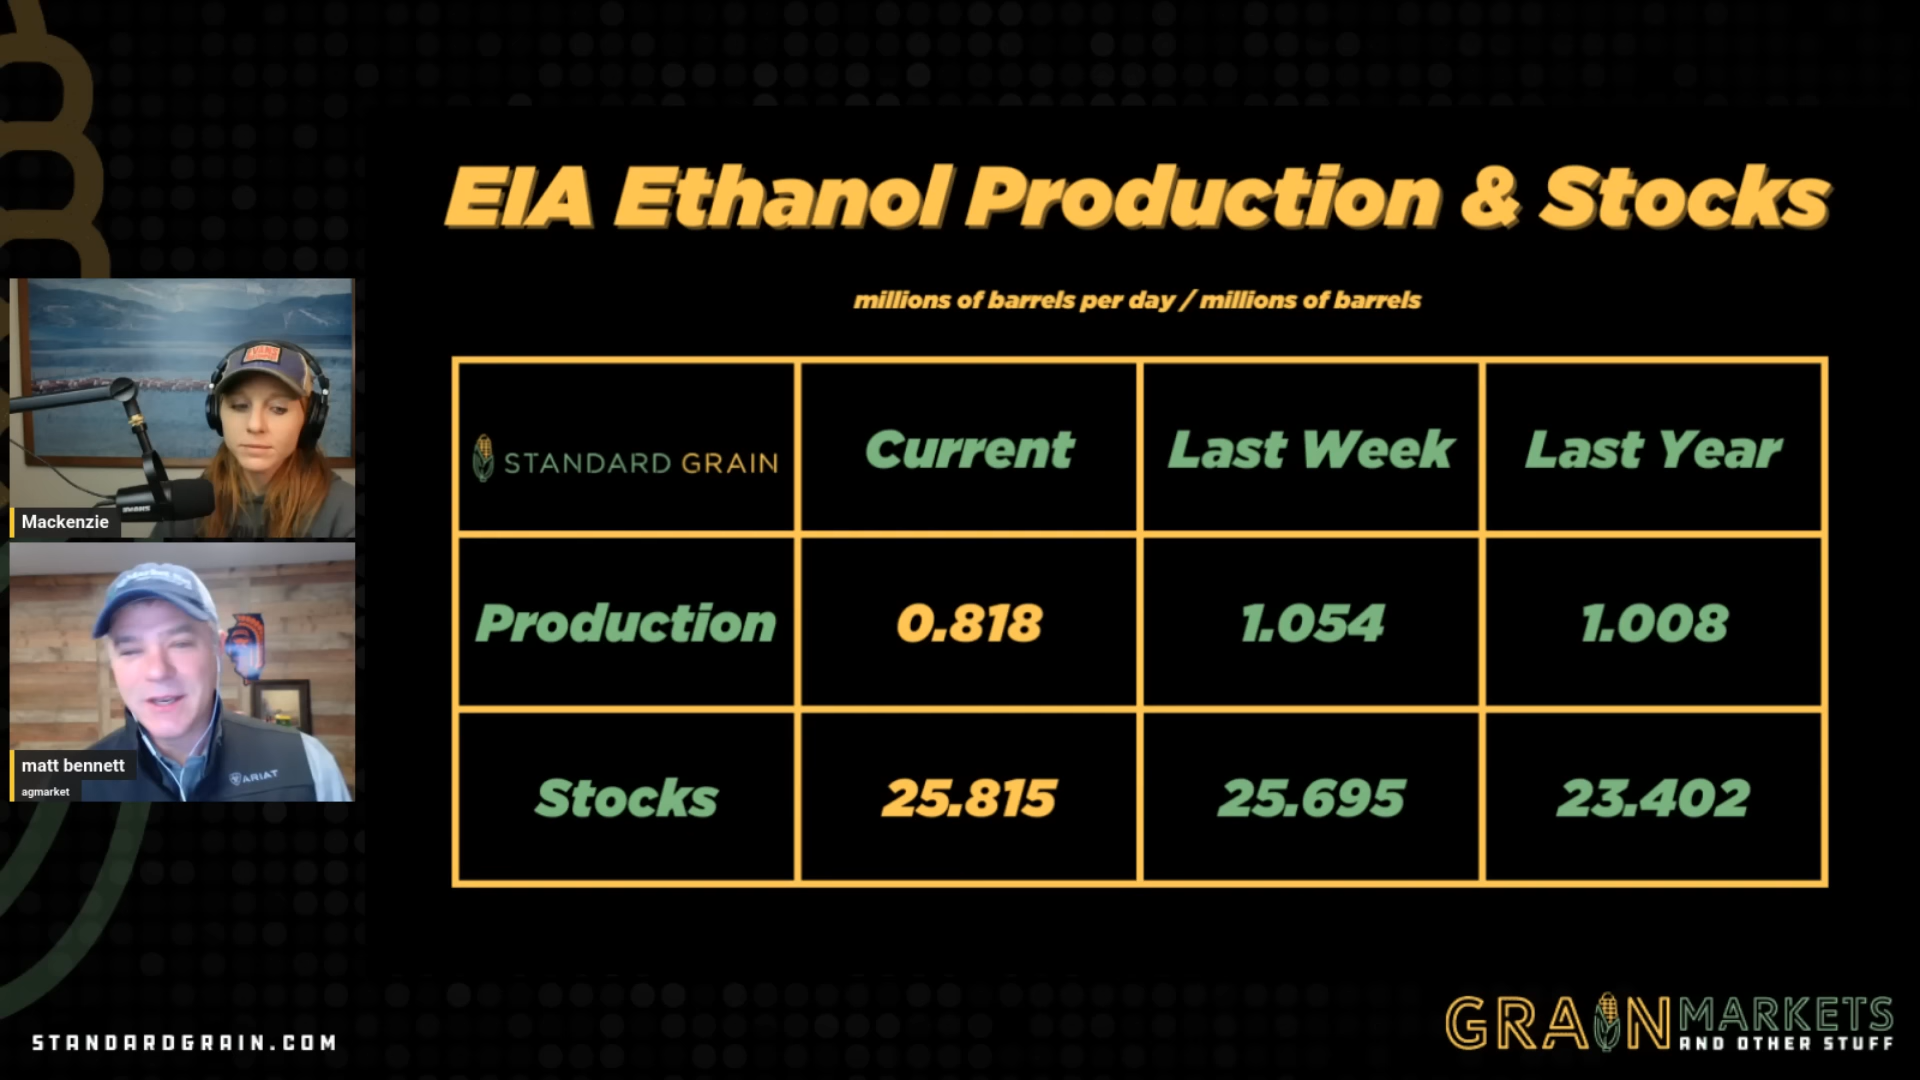 EIA Ethanol Production & Stocks
millions of barrels per day / millions of barrels
STANDARD GRAIN
Current
Last Week
Last Year
Production
0.818
1.054
1.008
Stocks
25.815
25.695
23.402
Mackenzie
matt bennett
agmarket
ARIAT
STANDARDGRAIN.COM
GRAIN MARKETS
AND OTHER STUFF